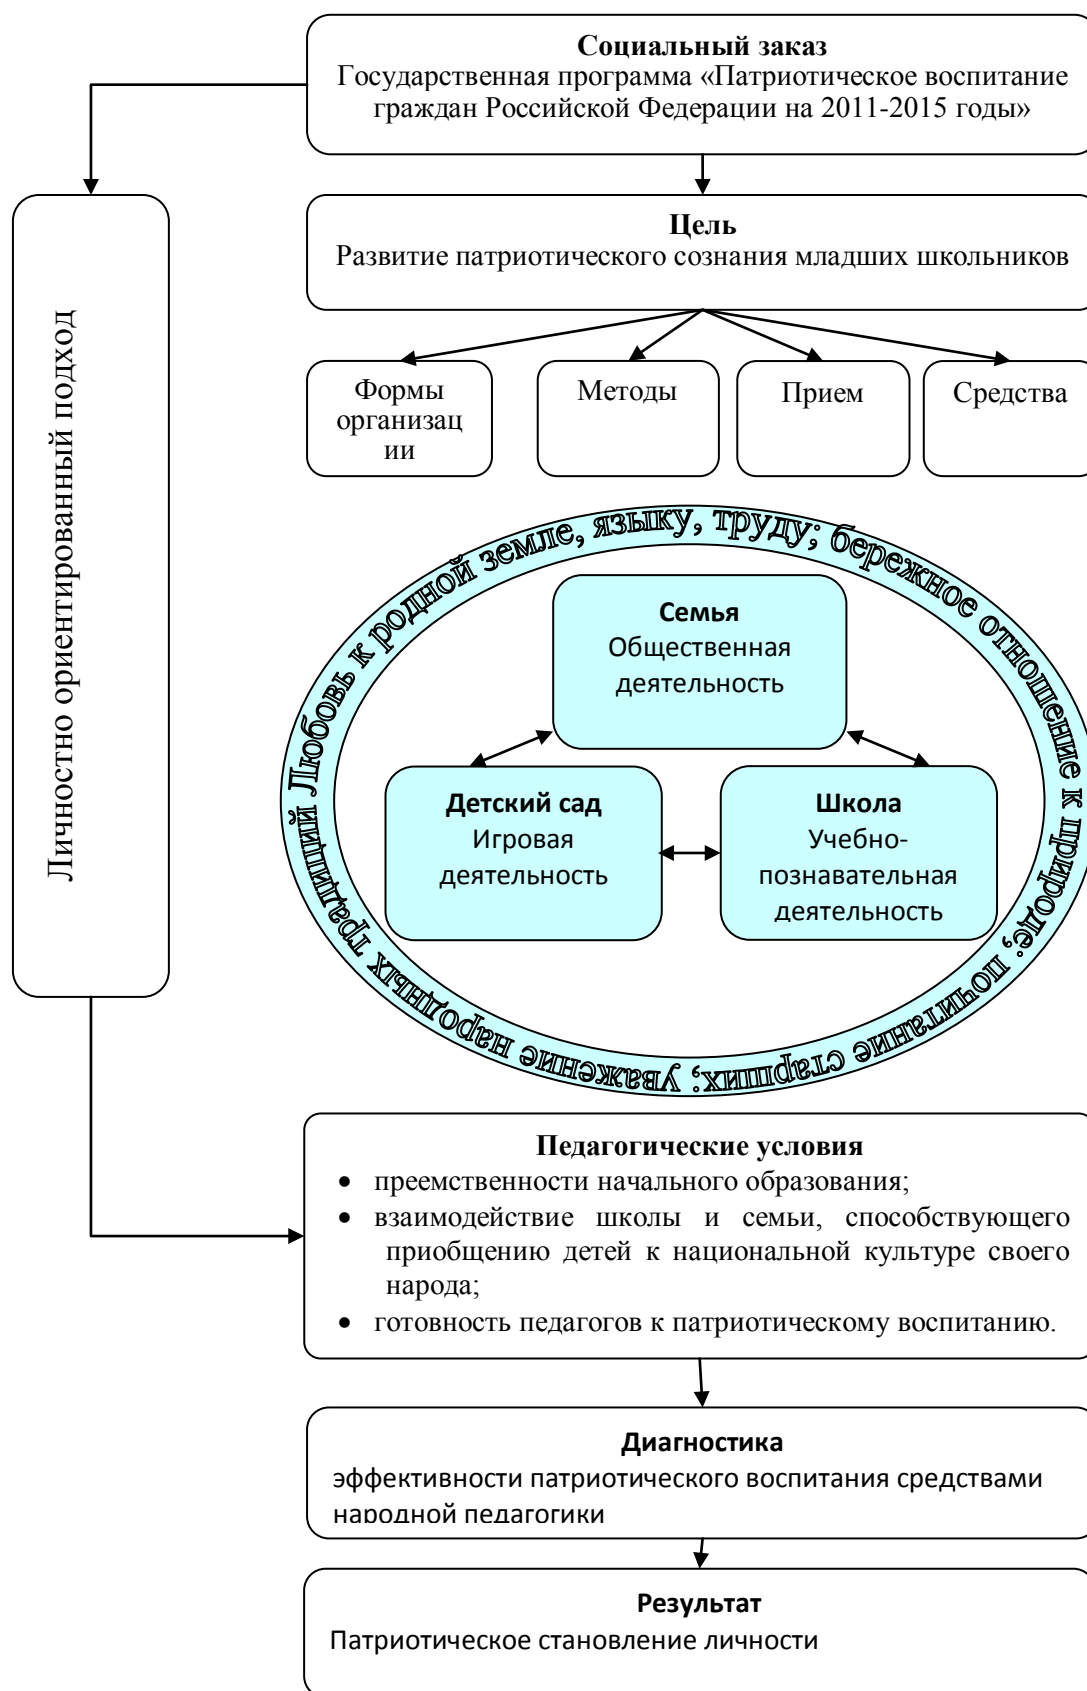 Социальный заказ
Государственная программа «Патриотическое воспитание
граждан Российской Федерации на 2011-2015 годы»
Личностно ориентированный подход
Цель
Развитие патриотического сознания младших школьников
Формы
организац
ии
Методы
Прием
Средства
Любовь к родной земле, языку, труду; бережное отношение к природе; почитание старших; уважение народных традиций
Семья
Общественная
деятельность
Детский сад
Игровая
деятельность
Школа
Учебно-
познавательная
деятельность
Педагогические условия
• преемственности начального образования;
• взаимодействие школы и семьи, способствующего
приобщению детей к национальной культуре своего
народа;
• готовность педагогов к патриотическому воспитанию.
Диагностика
эффективности патриотического воспитания средствами
народной педагогики
Результат
Патриотическое становление личности